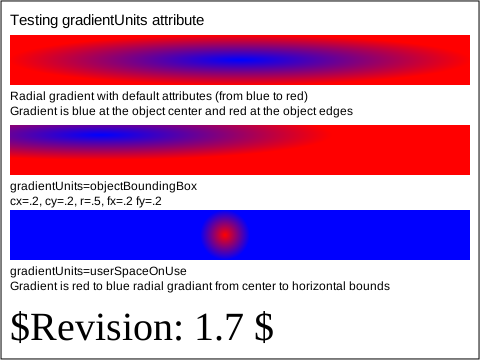 Testing gradientUnits attribute
Radial gradient with default attributes (from blue to red)
Gradient is blue at the object center and red at the object edges
gradientUnits=objectBoundingBox
cx=.2, cy=.2, r=.5, fx=.2 fy=.2
gradientUnits=userSpaceOnUse
Gradient is red to blue radial gradiant from center to horizontal bounds
$Revision: 1.7 $